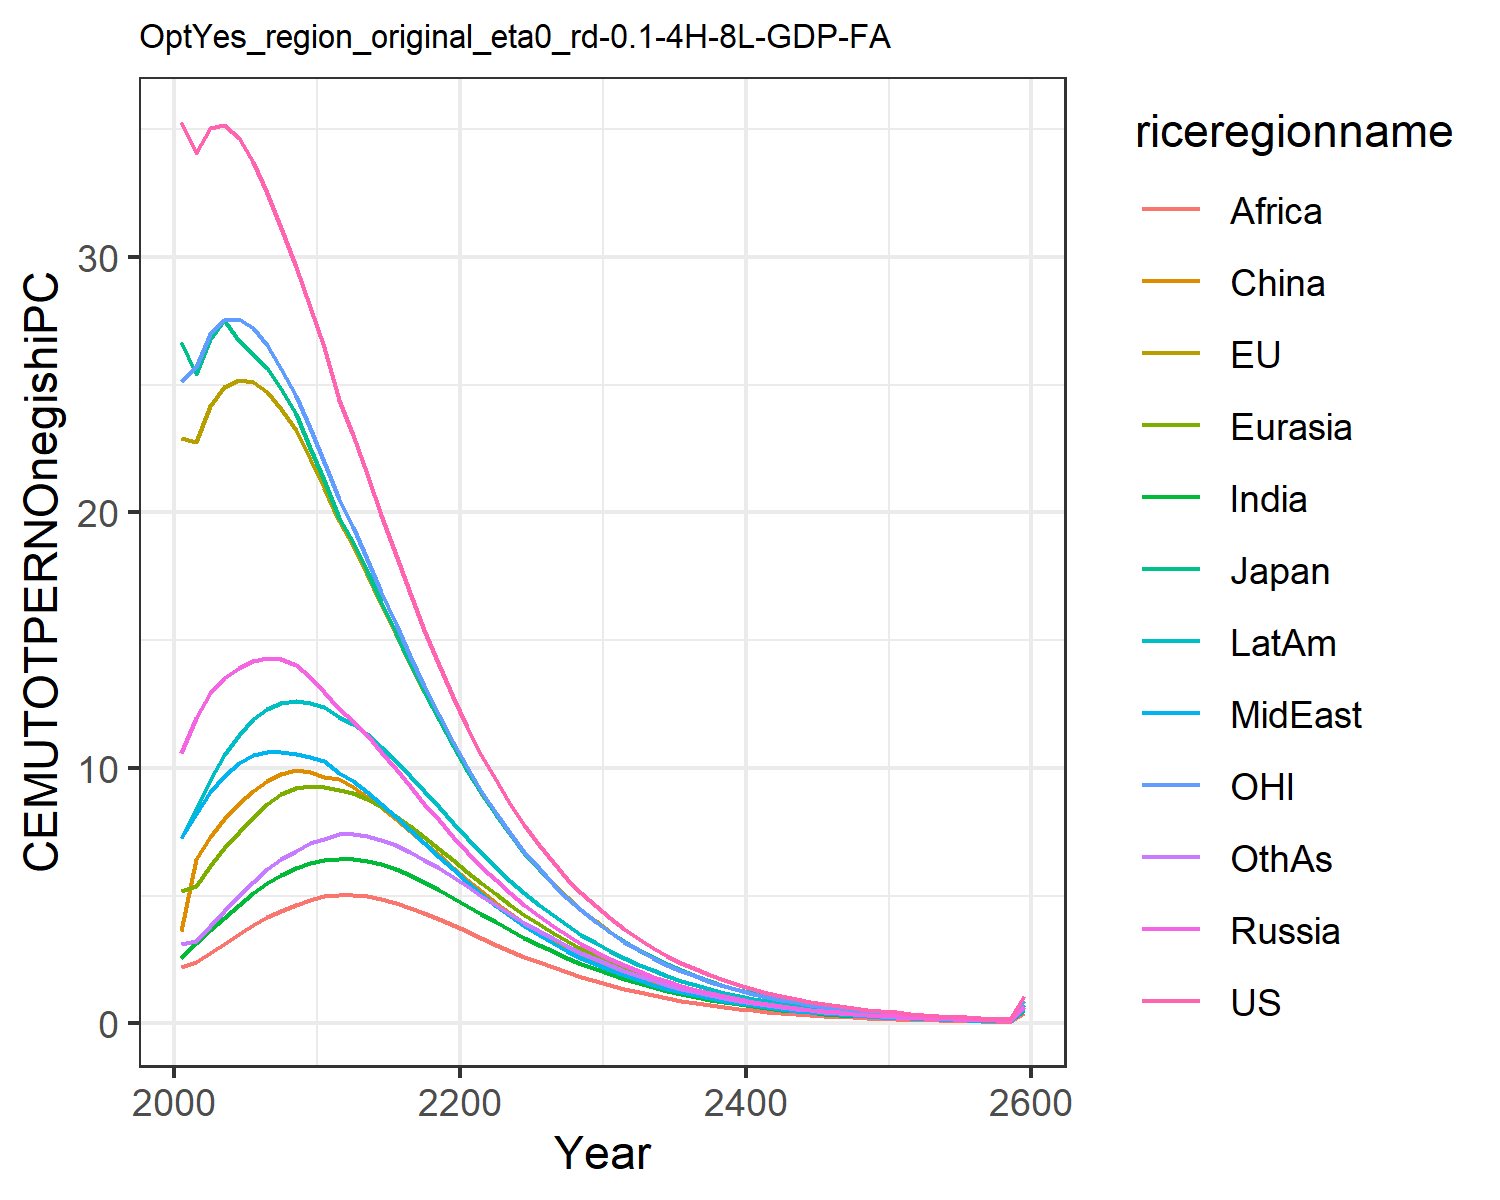 OptYes_region_original_eta0_rd-0.1-4H-8L-GDP-FA
CEMUTOTPERNOnegishiPC
30
20
10
0
2000 2200 2400 2600
Year
riceregionname
Africa
China
EU
Eurasia
India
Japan
LatAm
MidEast
OHI
OthAs
Russia
US